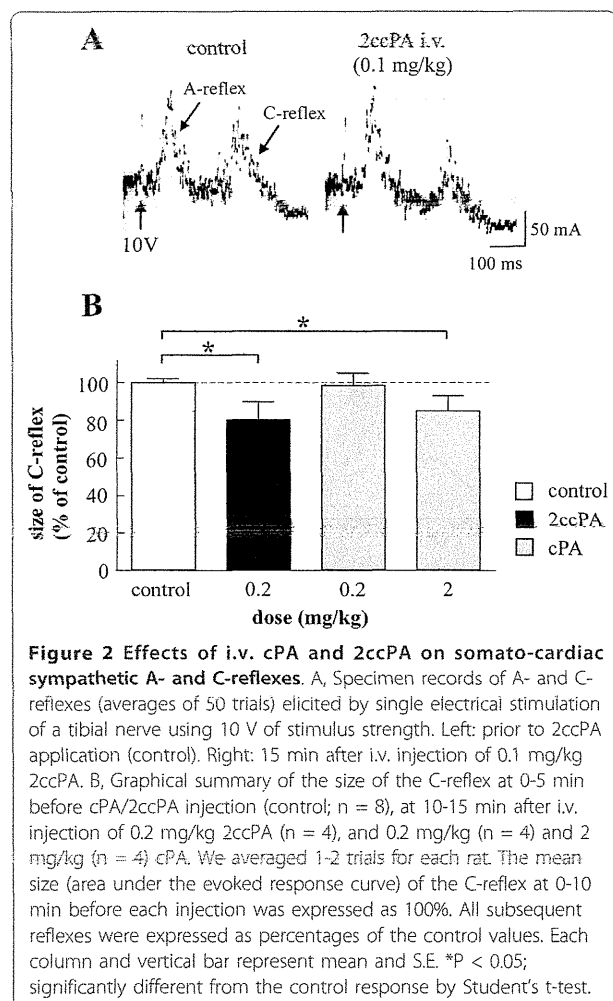 A
control
2ccPA i.v.
(0.1 mg/kg)
A-reflex
C-reflex
10V
50 mA
100 ms
B
*
*
100
80
60
40
20
0
size of C-reflex
(% of control)
control
0.2
0.2
2
dose (mg/kg)
control
2ccPA
cPA
Figure 2 Effects of i.v. cPA and 2ccPA on somato-cardiac
sympathetic A- and C-reflexes. A, Specimen records of A- and C-
reflexes (averages of 50 trials) elicited by single electrical stimulation
of a tibial nerve using 10 V of stimulus strength. Left: prior to 2ccPA
application (control). Right: 15 min after i.v. injection of 0.1 mg/kg
2ccPA. B, Graphical summary of the size of the C-reflex at 0-5 min
before cPA/2ccPA injection (control; n = 8), at 10-15 min after i.v.
injection of 0.2 mg/kg 2ccPA (n = 4), and 0.2 mg/kg (n = 4) and 2
mg/kg (n = 4) cPA. We averaged 1-2 trials for each rat. The mean
size (area under the evoked response curve) of the C-reflex at 0-10
min before each injection was expressed as 100%. All subsequent
reflexes were expressed as percentages of the control values. Each
column and vertical bar represent mean and S.E. *P < 0.05;
significantly different from the control response by Student's t-test.